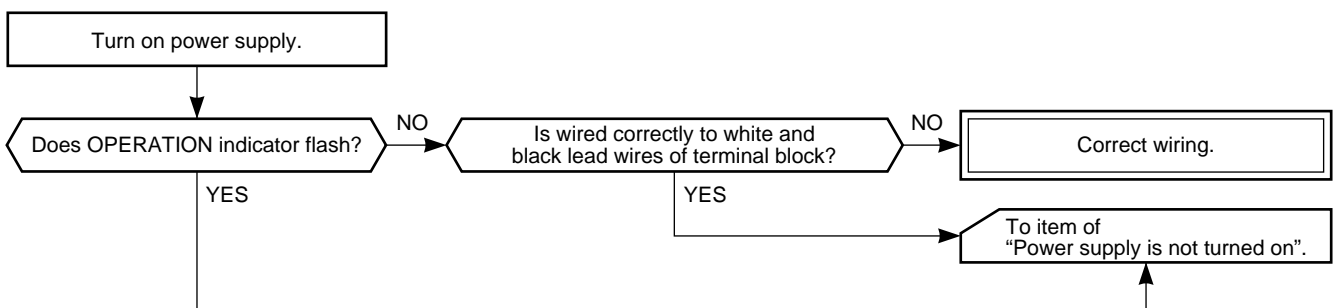 Turn on power supply.
Does OPERATION indicator flash?
NO
Is wired correctly to white and
black lead wires of terminal block?
NO
Correct wiring.
YES
YES
To item of
“Power supply is not turned on”.